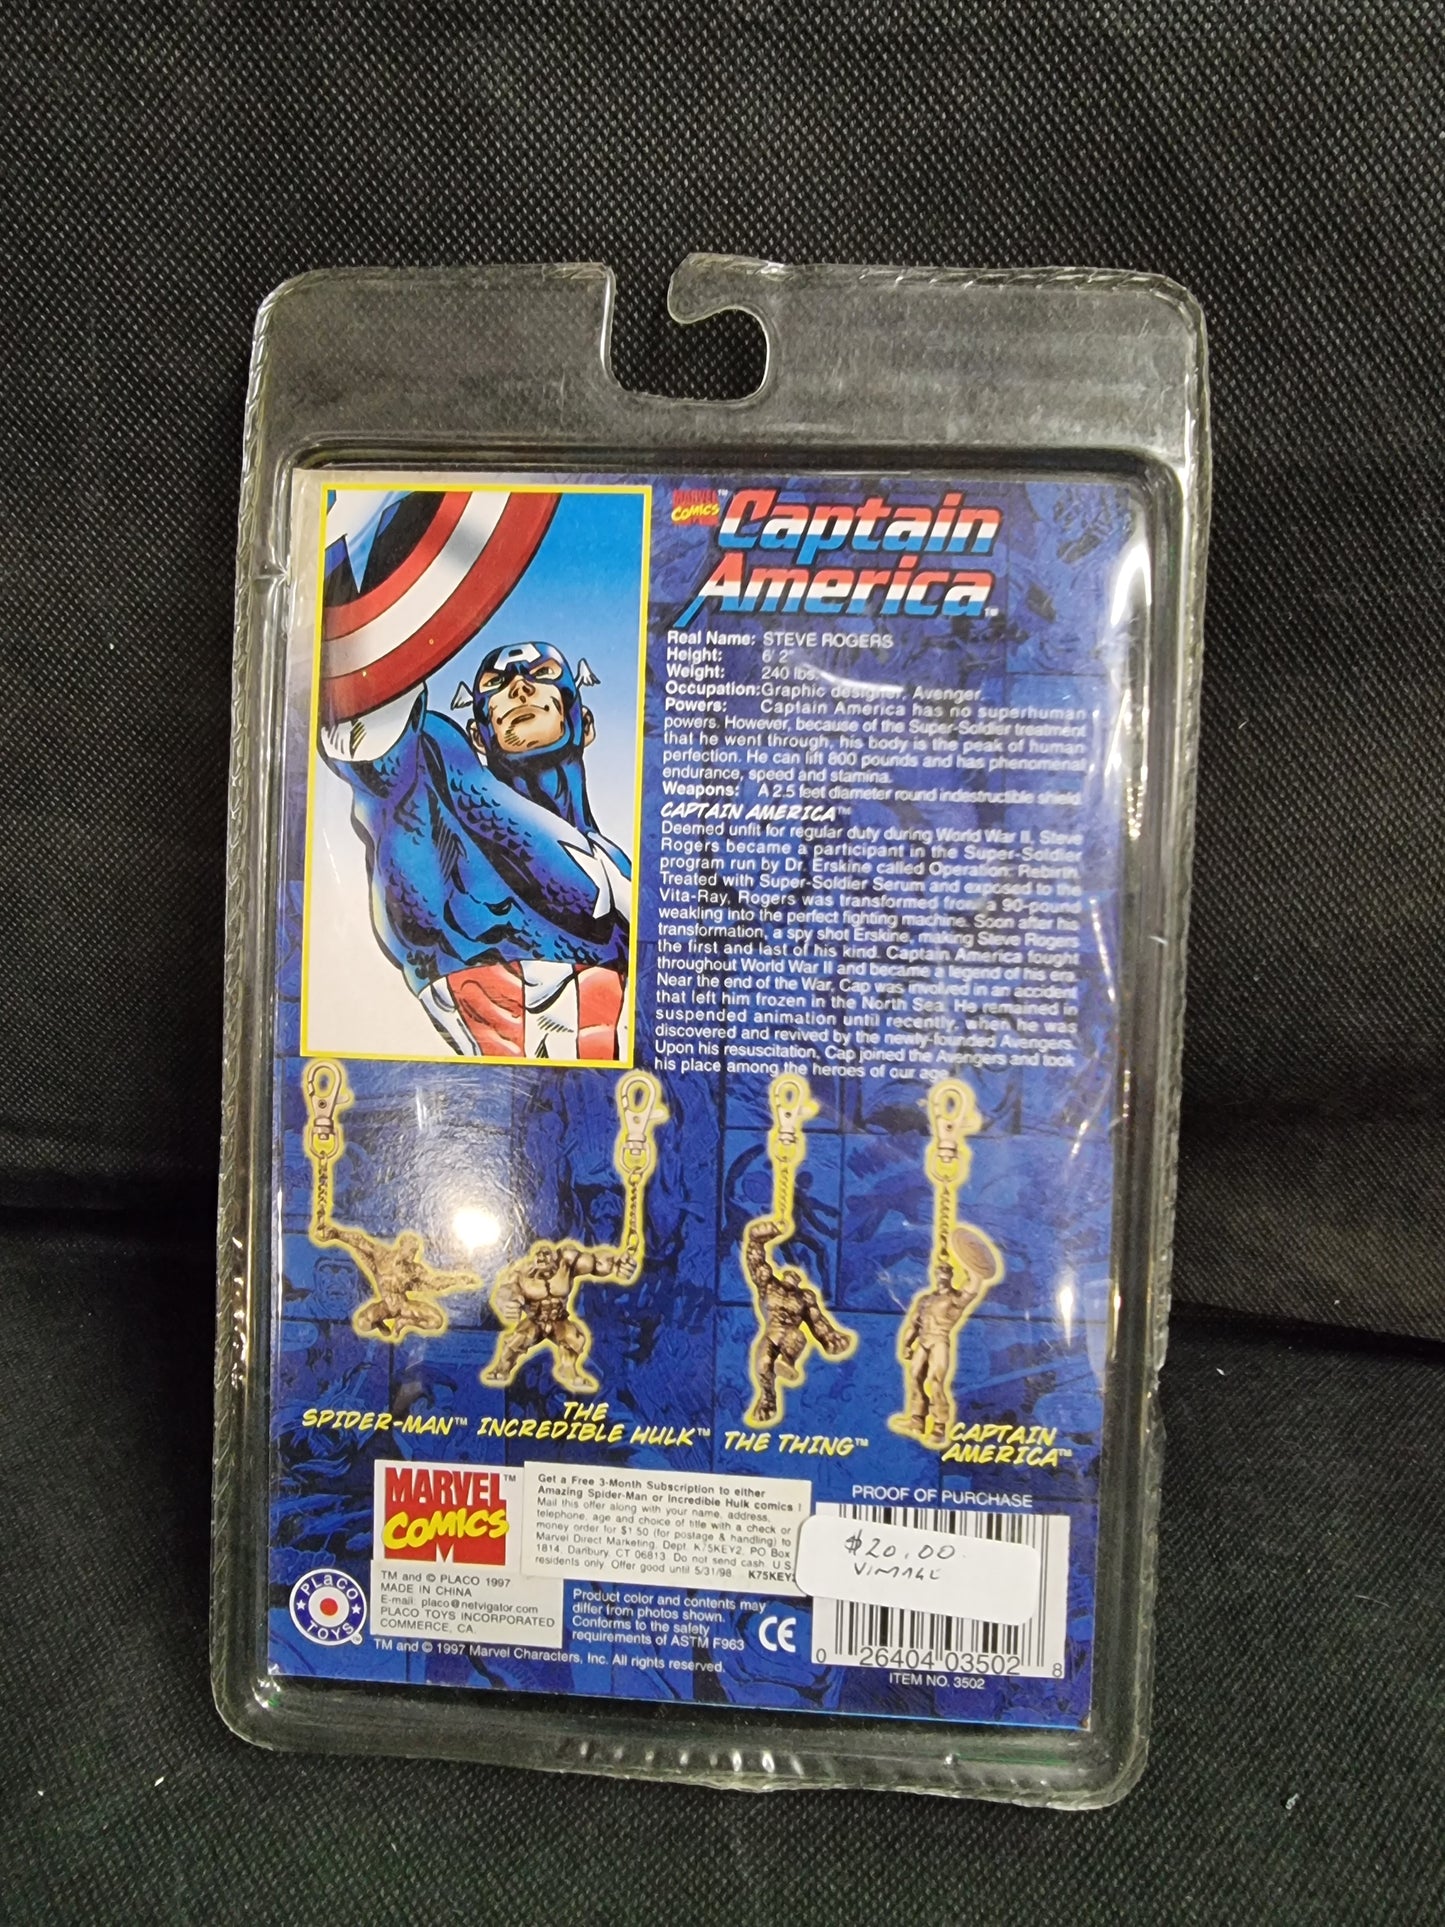 MARVEL COMICS™
Captain
America™
Real Name: STEVE ROGERS
Height: 6' 2"
Weight: 240 lbs.
Occupation: Graphic designer, Avenger.
Powers: Captain America has no superhuman
powers. However, because of the Super-Soldier treatment
that he went through, his body is the peak of human
perfection. He can lift 800 pounds and has phenomenal
endurance, speed and stamina.
Weapons: A 2.5 feet diameter round indestructible shield.
CAPTAIN AMERICA™
Deemed unfit for regular duty during World War II, Steve
Rogers became a participant in the Super-Soldier
program run by Dr. Erskine called Operation: Rebirth.
Treated with Super-Soldier Serum and exposed to the
Vita-Ray, Rogers was transformed from a 90-pound
weakling into the perfect fighting machine. Soon after his
transformation, a spy shot Erskine, making Steve Rogers
the first and last of his kind. Captain America fought
throughout World War II and became a legend of his era.
Near the end of the War, Cap was involved in an accident
that left him frozen in the North Sea. He remained in
suspended animation until recently, when he was
discovered and revived by the newly-founded Avengers.
Upon his resuscitation, Cap joined the Avengers and took
his place among the heroes of our age.
SPIDER-MAN™
THE
INCREDIBLE HULK™
THE THING™
CAPTAIN
AMERICA™
MARVEL™
COMICS
Get a Free 3-Month Subscription to either
Amazing Spider-Man or Incredible Hulk comics !
Mail this offer along with your name, address,
telephone, age and choice of title with a check or
money order for $1.50 (for postage & handling) to
Marvel Direct Marketing, Dept. K75KEY2, PO Box
1814, Danbury, CT 06813. Do not send cash. U.S.
residents only. Offer good until 5/31/98. K75KEY2
PROOF OF PURCHASE
$20.00
VINTAGE
0 26404 03502 8
ITEM NO. 3502
PLACO TOYS™
TM and © PLACO 1997
MADE IN CHINA
E-mail: placo@netvigator.com
PLACO TOYS INCORPORATED
COMMERCE, CA.
Product color and contents may
differ from photos shown.
Conforms to the safety
requirements of ASTM F963
CE
TM and © 1997 Marvel Characters, Inc. All rights reserved.